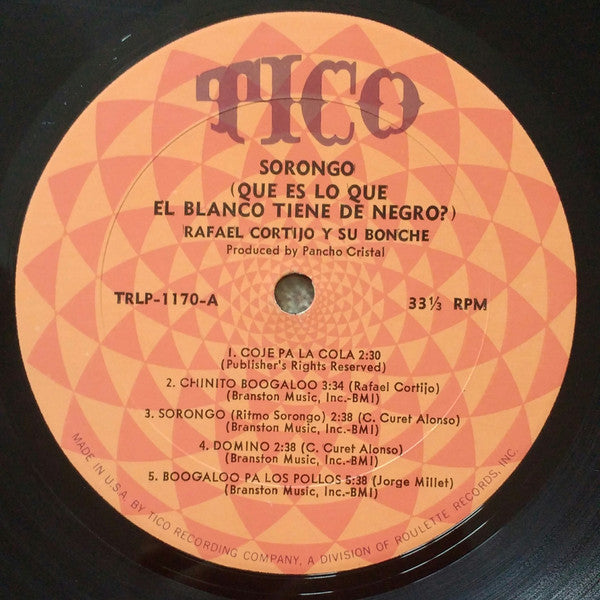 TICO
SORONGO
(QUE ES LO QUE
EL BLANCO TIENE DE NEGRO?)
RAFAEL CORTIJO Y SU BONCHE
Produced by Pancho Cristal
TRLP-1170-A
33⅓ RPM
1. COJE PA LA COLA 2:30
(Publisher's Rights Reserved)
2. CHINITO BOOGALOO 3:34 (Rafael Cortijo)
(Branston Music, Inc.-BMI)
3. SORONGO (Ritmo Sorongo) 2:38 (C. Curet Alonso)
(Branston Music, Inc.-BMI)
4. DOMINO 2:38 (C. Curet Alonso)
(Branston Music, Inc.-BMI)
5. BOOGALOO PA LOS POLLOS 5:38 (Jorge Millet)
(Branston Music, Inc.-BMI)
MADE IN U.S.A. BY TICO RECORDING COMPANY, A DIVISION OF ROULETTE RECORDS, INC.